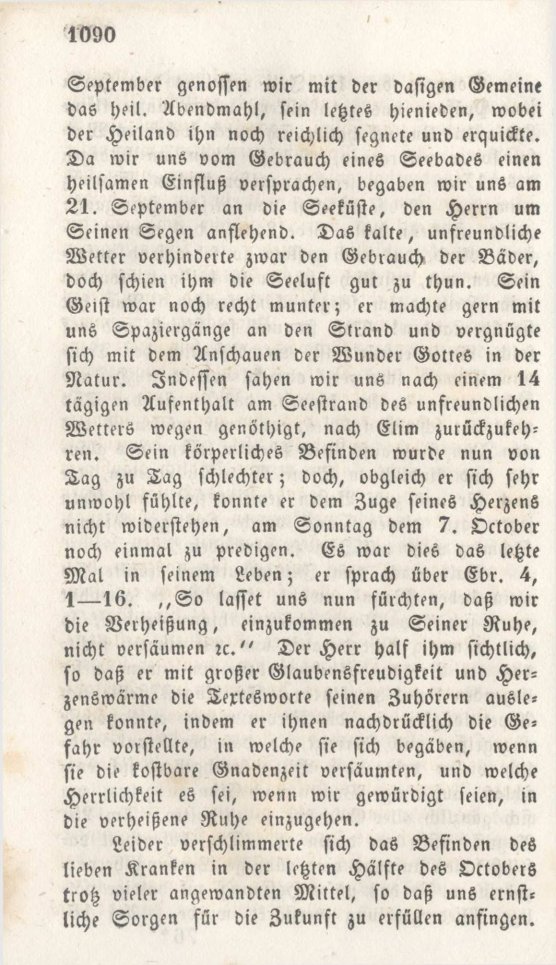 1090
September genossen wir mit der dasigen Gemeine
das heil. Abendmahl, sein letztes hienieden, wobei
der Heiland ihn noch reichlich segnete und erquickte.
Da wir uns vom Gebrauch eines Seebades einen
heilsamen Einfluß versprachen, begaben wir uns am
21. September an die Seeküste, den Herrn um
Seinen Segen anflehend. Das kalte, unfreundliche
Wetter verhinderte zwar den Gebrauch der Bäder,
doch schien ihm die Seeluft gut zu thun. Sein
Geist war noch recht munter; er machte gern mit
uns Spaziergänge an den Strand und vergnügte
sich mit dem Anschauen der Wunder Gottes in der
Natur. Indessen sahen wir uns nach einem 14
tägigen Aufenthalt am Seestrand des unfreundlichen
Wetters wegen genöthigt, nach Elim zurückzukeh-
ren. Sein körperliches Befinden wurde nun von
Tag zu Tag schlechter; doch, obgleich er sich sehr
unwohl fühlte, konnte er dem Zuge seines Herzens
nicht widerstehen, am Sonntag dem 7. October
noch einmal zu predigen. Es war dies das letzte
Mal in seinem Leben; er sprach über Ebr. 4,
1—16. „So lasset uns nun fürchten, daß wir
die Verheißung, einzukommen zu Seiner Ruhe,
nicht versäumen ꝛc.“ Der Herr half ihm sichtlich,
so daß er mit großer Glaubensfreudigkeit und Her-
zenswärme die Textesworte seinen Zuhörern ausle-
gen konnte, indem er ihnen nachdrücklich die Ge-
fahr vorstellte, in welche sie sich begäben, wenn
sie die kostbare Gnadenzeit versäumten, und welche
Herrlichkeit es sei, wenn wir gewürdigt seien, in
die verheißene Ruhe einzugehen.
Leider verschlimmerte sich das Befinden des
lieben Kranken in der letzten Hälfte des Octobers
trotz vieler angewandten Mittel, so daß uns ernst-
liche Sorgen für die Zukunft zu erfüllen anfingen.